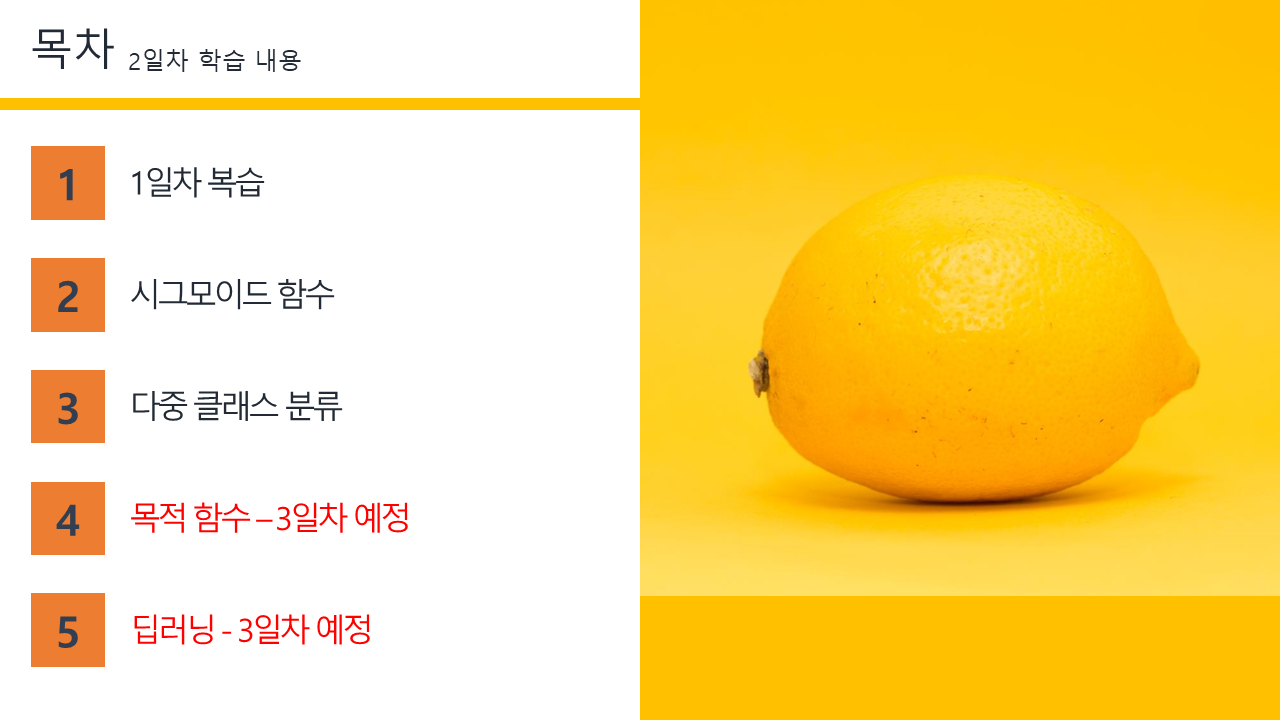 목차 2일차 학습 내용
1 1일차 복습
2 시그모이드 함수
3 다중 클래스 분류
4 목적 함수 – 3일차 예정
5 딥러닝 - 3일차 예정